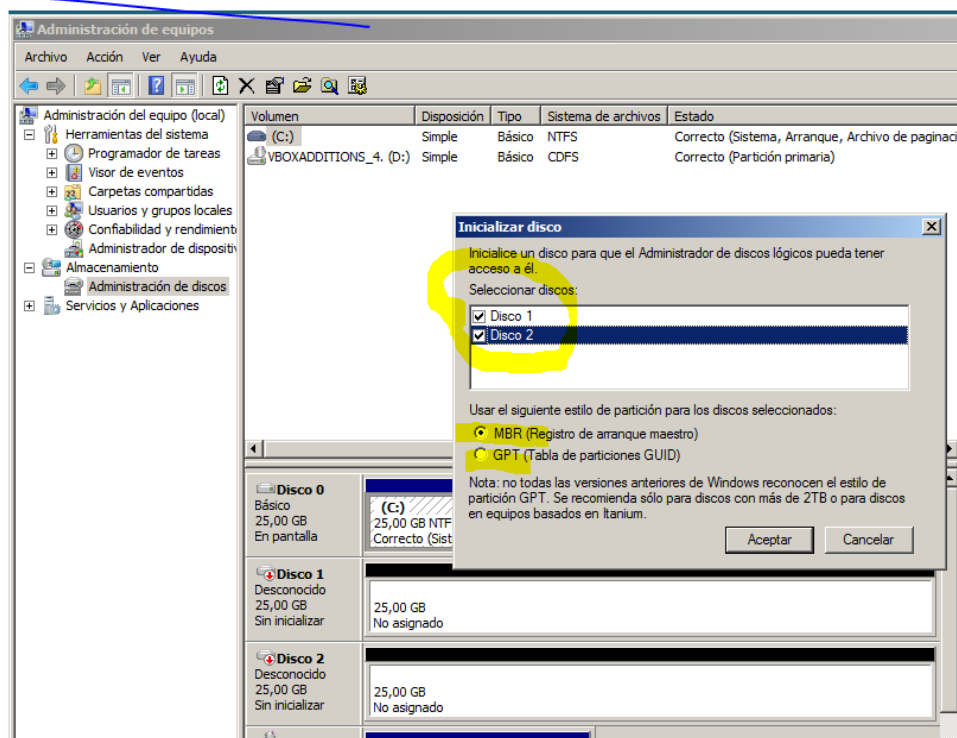 Administración de equipos
Archivo Acción Ver Ayuda
Administración del equipo (local)
Herramientas del sistema
Programador de tareas
Visor de eventos
Carpetas compartidas
Usuarios y grupos locales
Confiabilidad y rendimient
Administrador de dispositiv
Almacenamiento
Administración de discos
Servicios y Aplicaciones
Volumen Disposición Tipo Sistema de archivos Estado
(C:) Simple Básico NTFS Correcto (Sistema, Arranque, Archivo de paginaci
VBOXADDITIONS_4. (D:) Simple Básico CDFS Correcto (Partición primaria)
Inicializar disco
Inicialice un disco para que el Administrador de discos lógicos pueda tener
acceso a él.
Seleccionar discos:
Disco 1
Disco 2
Usar el siguiente estilo de partición para los discos seleccionados:
MBR (Registro de arranque maestro)
GPT (Tabla de particiones GUID)
Nota: no todas las versiones anteriores de Windows reconocen el estilo de
partición GPT. Se recomienda sólo para discos con más de 2TB o para discos
en equipos basados en Itanium.
Aceptar Cancelar
Disco 0
Básico
25,00 GB
En pantalla
(C:)
25,00 GB NTF
Correcto (Sist
Disco 1
Desconocido
25,00 GB
Sin inicializar
25,00 GB
No asignado
Disco 2
Desconocido
25,00 GB
Sin inicializar
25,00 GB
No asignado